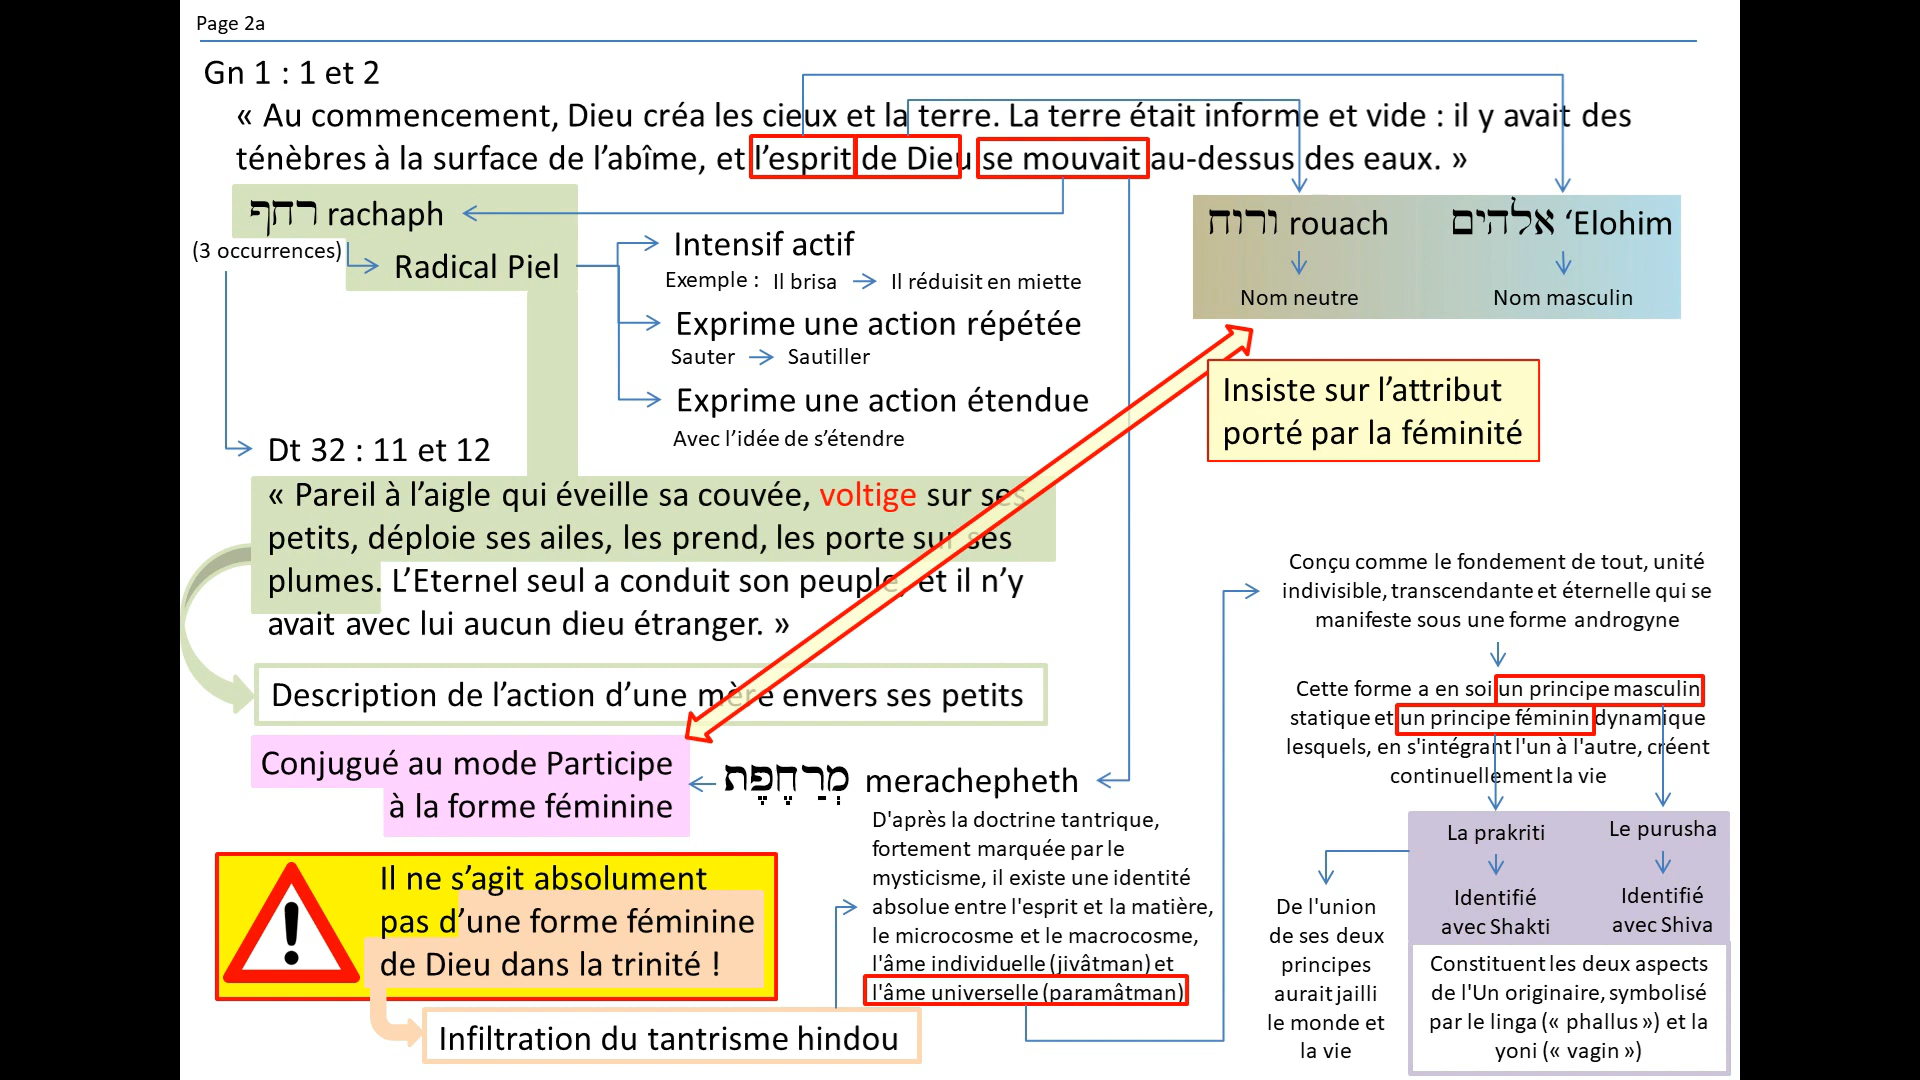 Page 2a
Gn 1 : 1 et 2
« Au commencement, Dieu créa les cieux et la terre. La terre était informe et vide : il y avait des
ténèbres à la surface de l’abîme, et l’esprit de Dieu se mouvait au-dessus des eaux. »
רחף rachaph
(3 occurrences)
Radical Piel
Intensif actif
Exemple : Il brisa Il réduisit en miette
Exprime une action répétée
Sauter Sautiller
Exprime une action étendue
Avec l’idée de s’étendre
ורוח rouach
Nom neutre
אלהים ‘Elohim
Nom masculin
Insiste sur l’attribut
porté par la féminité
Dt 32 : 11 et 12
« Pareil à l’aigle qui éveille sa couvée, voltige sur ses
petits, déploie ses ailes, les prend, les porte sur ses
plumes. L’Eternel seul a conduit son peuple, et il n’y
avait avec lui aucun dieu étranger. »
Description de l’action d’une mère envers ses petits
Conjugué au mode Participe
à la forme féminine
מְרַחֶפֶת merachepheth
Il ne s’agit absolument
pas d’une forme féminine
de Dieu dans la trinité !
Infiltration du tantrisme hindou
D'après la doctrine tantrique,
fortement marquée par le
mysticisme, il existe une identité
absolue entre l'esprit et la matière,
le microcosme et le macrocosme,
l'âme individuelle (jivâtman) et
l'âme universelle (paramâtman)
Conçu comme le fondement de tout, unité
indivisible, transcendante et éternelle qui se
manifeste sous une forme androgyne
Cette forme a en soi un principe masculin
statique et un principe féminin dynamique
lesquels, en s'intégrant l'un à l'autre, créent
continuellement la vie
La prakriti
Identifié
avec Shakti
Le purusha
Identifié
avec Shiva
De l'union
de ses deux
principes
aurait jailli
le monde et
la vie
Constituent les deux aspects
de l'Un originaire, symbolisé
par le linga (« phallus ») et la
yoni (« vagin »)